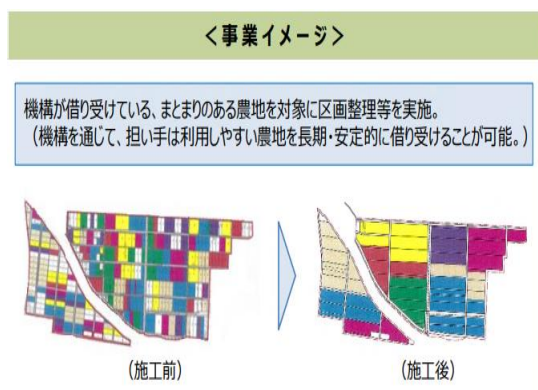 ＜事業イメージ＞
機構が借り受けている、まとまりのある農地を対象に区画整理等を実施。
（機構を通じて、担い手は利用しやすい農地を長期・安定的に借り受けることが可能。）
（施工前）
（施工後）